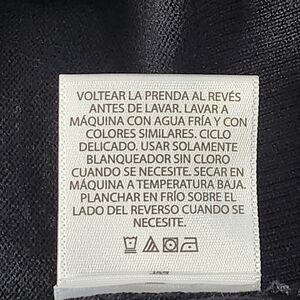 VOLTEAR LA PRENDA AL REVÉS
ANTES DE LAVAR. LAVAR A
MÁQUINA CON AGUA FRÍA Y CON
COLORES SIMILARES. CICLO
DELICADO. USAR SOLAMENTE
BLANQUEADOR SIN CLORO
CUANDO SE NECESITE. SECAR EN
MÁQUINA A TEMPERATURA BAJA.
PLANCHAR EN FRÍO SOBRE EL
LADO DEL REVERSO CUANDO SE
NECESITE.